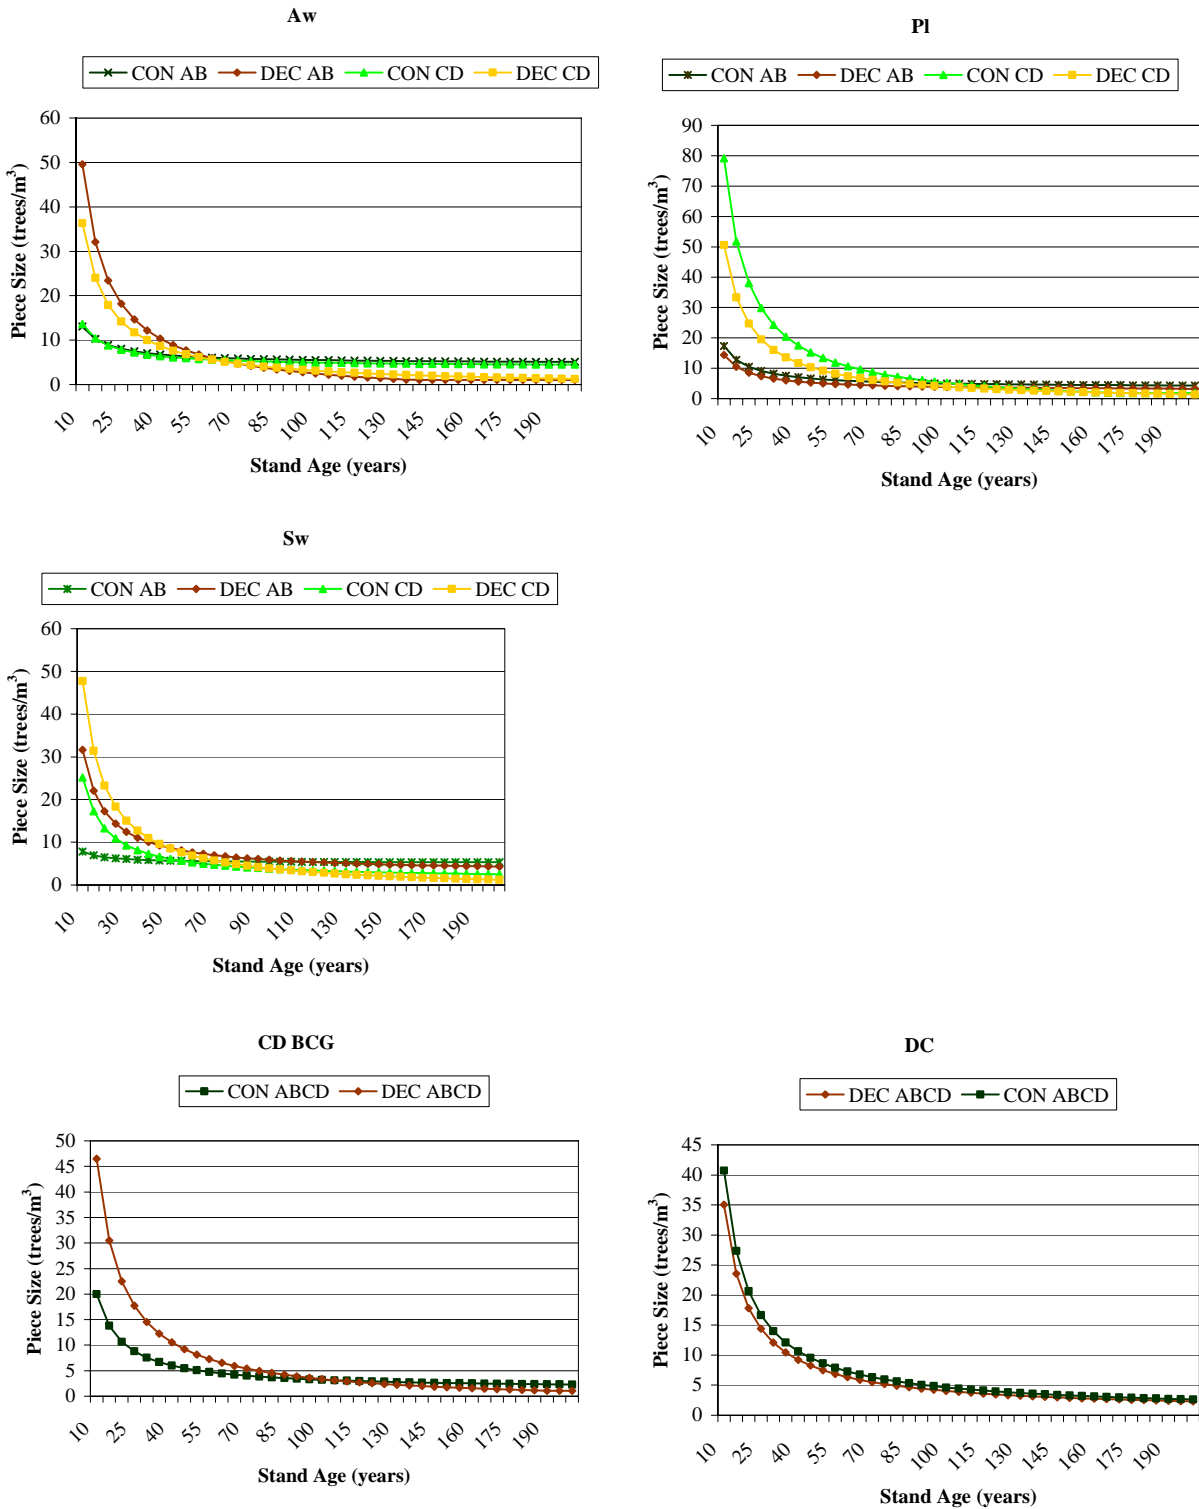 Aw
CON AB DEC AB CON CD DEC CD
Piece Size (trees/m³)
60
50
40
30
20
10
0
10 25 40 55 70 85 100 115 130 145 160 175 190
Stand Age (years)
Pl
CON AB DEC AB CON CD DEC CD
Piece Size (trees/m³)
90
80
70
60
50
40
30
20
10
0
10 25 40 55 70 85 100 115 130 145 160 175 190
Stand Age (years)
Sw
CON AB DEC AB CON CD DEC CD
Piece Size (trees/m³)
60
50
40
30
20
10
0
10 30 50 70 90 110 130 150 170 190
Stand Age (years)
CD BCG
CON ABCD DEC ABCD
Piece Size (trees/m³)
50
45
40
35
30
25
20
15
10
5
0
10 25 40 55 70 85 100 115 130 145 160 175 190
Stand Age (years)
DC
DEC ABCD CON ABCD
Piece Size (trees/m³)
45
40
35
30
25
20
15
10
5
0
10 25 40 55 70 85 100 115 130 145 160 175 190
Stand Age (years)